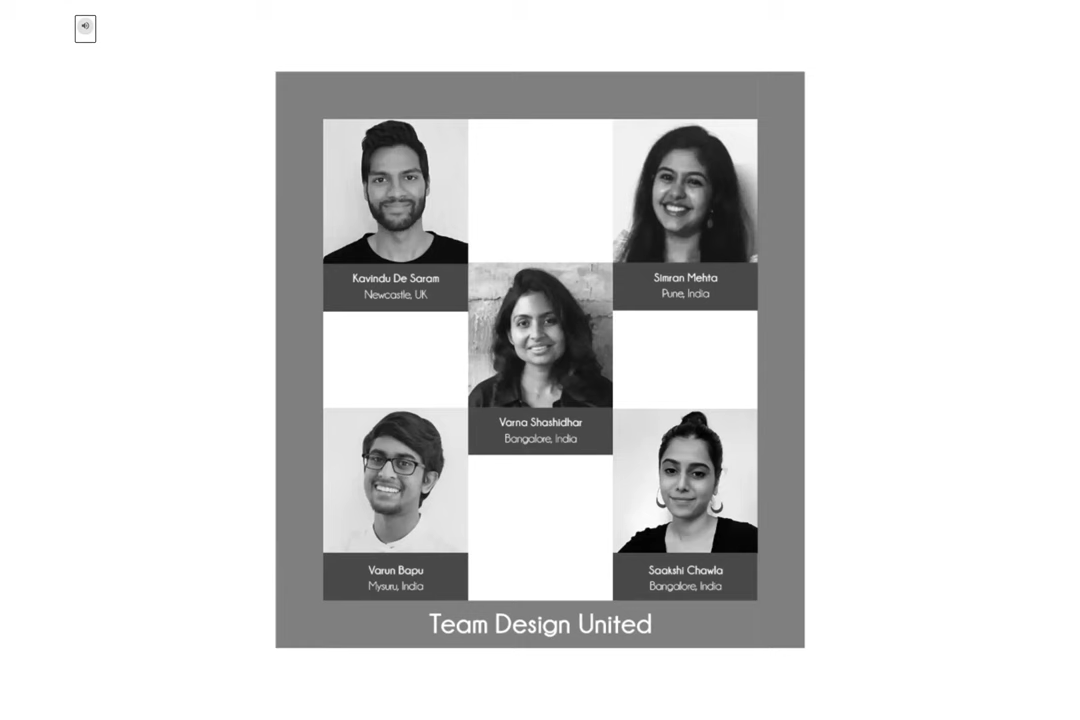 Kavindu De Saram
Newcastle, UK
Simran Mehta
Pune, India
Varna Shashidhar
Bangalore, India
Varun Bapu
Mysuru, India
Saakshi Chawla
Bangalore, India
Team Design United